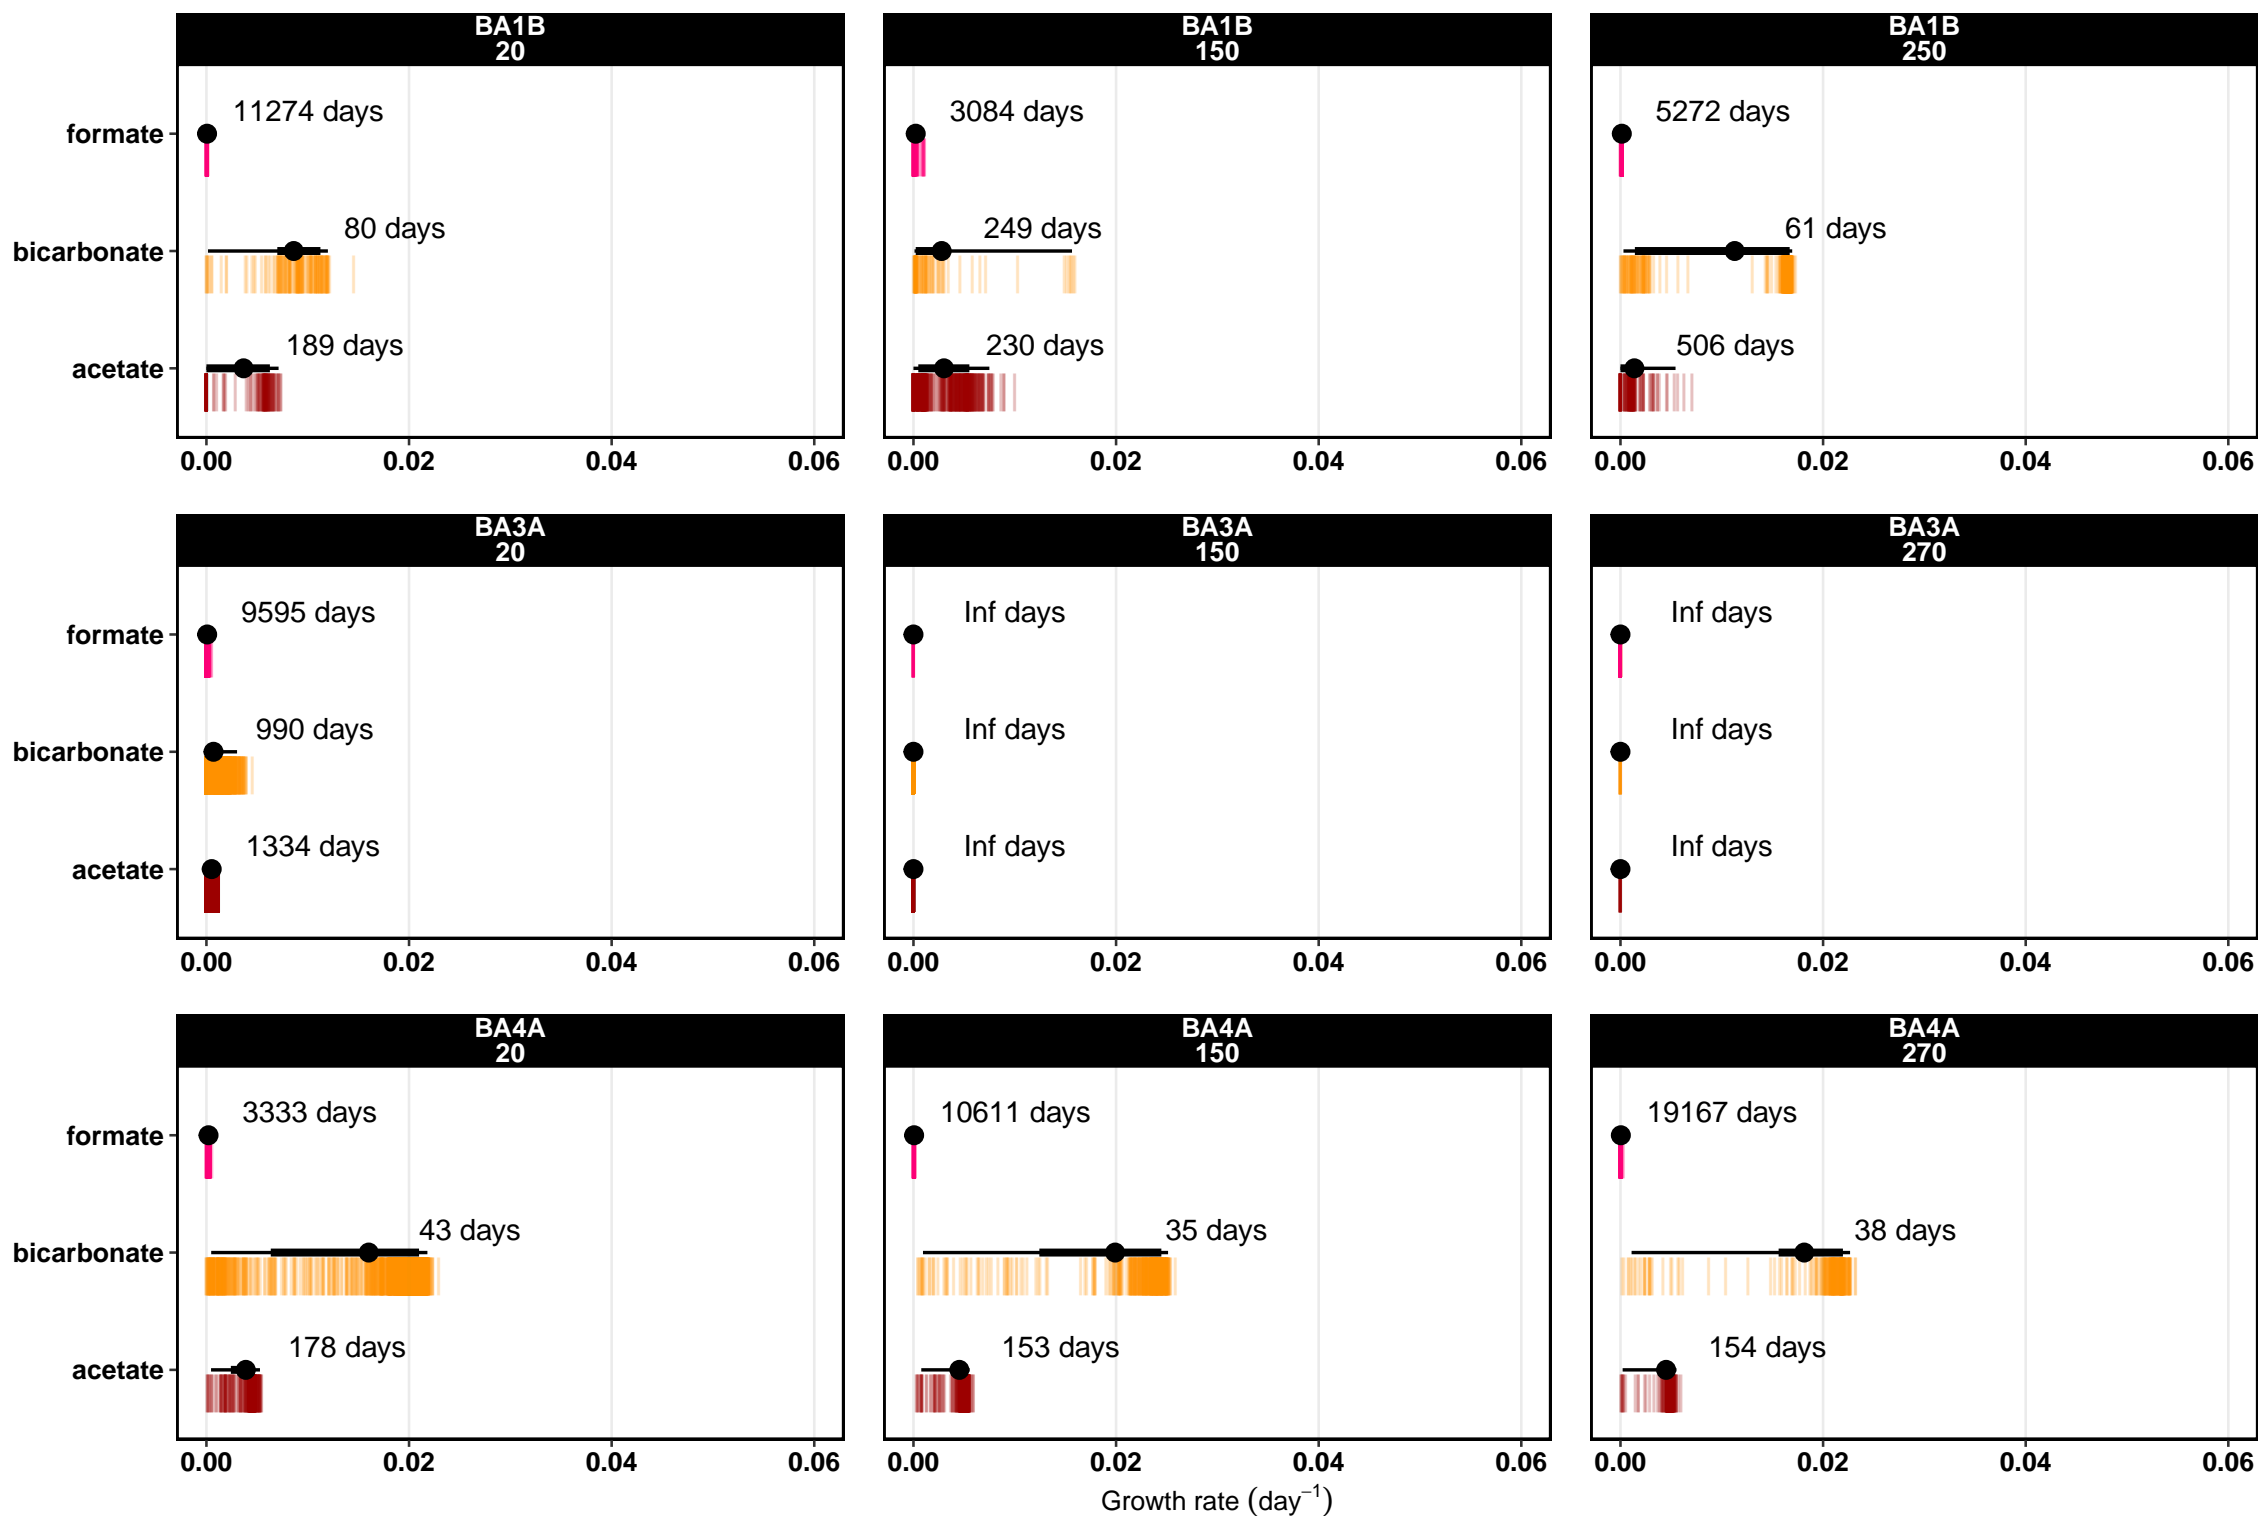 BA1B
20
BA1B
150
BA1B
250
formate
11274 days
3084 days
5272 days
bicarbonate
80 days
249 days
61 days
acetate
189 days
230 days
506 days
0.00 0.02 0.04 0.06
0.00 0.02 0.04 0.06
0.00 0.02 0.04 0.06
BA3A
20
BA3A
150
BA3A
270
formate
9595 days
Inf days
Inf days
bicarbonate
990 days
Inf days
Inf days
acetate
1334 days
Inf days
Inf days
0.00 0.02 0.04 0.06
0.00 0.02 0.04 0.06
0.00 0.02 0.04 0.06
BA4A
20
BA4A
150
BA4A
270
formate
3333 days
10611 days
19167 days
bicarbonate
43 days
35 days
38 days
acetate
178 days
153 days
154 days
0.00 0.02 0.04 0.06
0.00 0.02 0.04 0.06
0.00 0.02 0.04 0.06
Growth rate (day⁻¹)